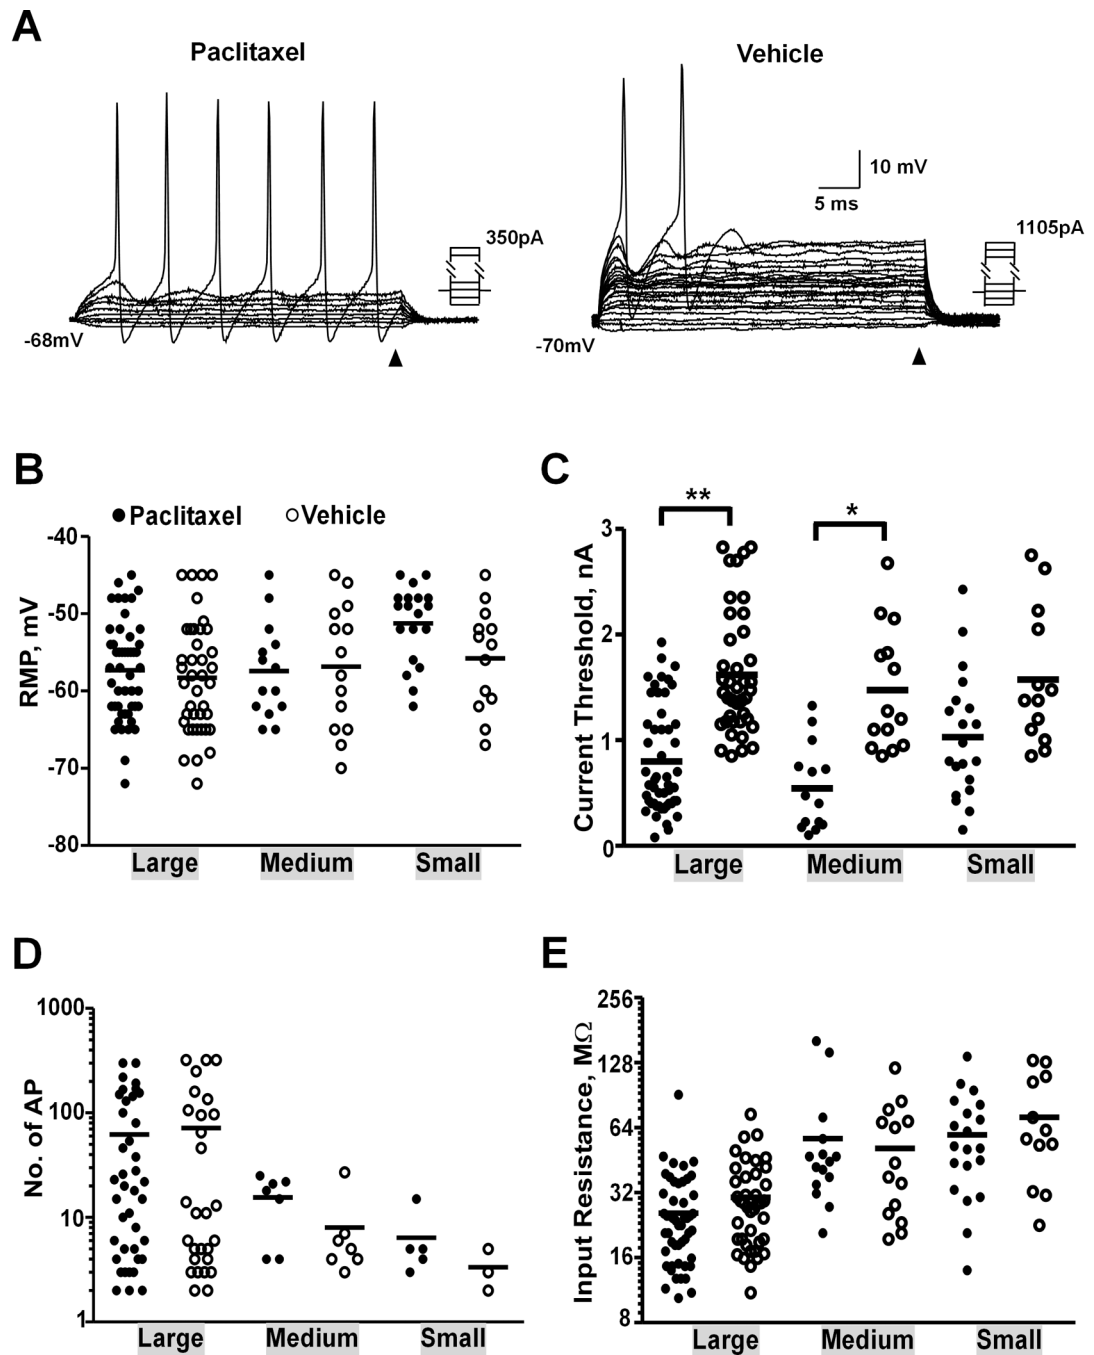 A
Paclitaxel
Vehicle
10 mV
5 ms
350pA
1105pA
-68mV
-70mV
B
C
Paclitaxel
Vehicle
**
*
-40
-50
-60
-70
-80
RMP, mV
Large
Medium
Small
3
2
1
0
Current Threshold, nA
Large
Medium
Small
D
E
1000
100
10
1
No. of AP
Large
Medium
Small
256
128
64
32
16
8
Input Resistance, MΩ
Large
Medium
Small